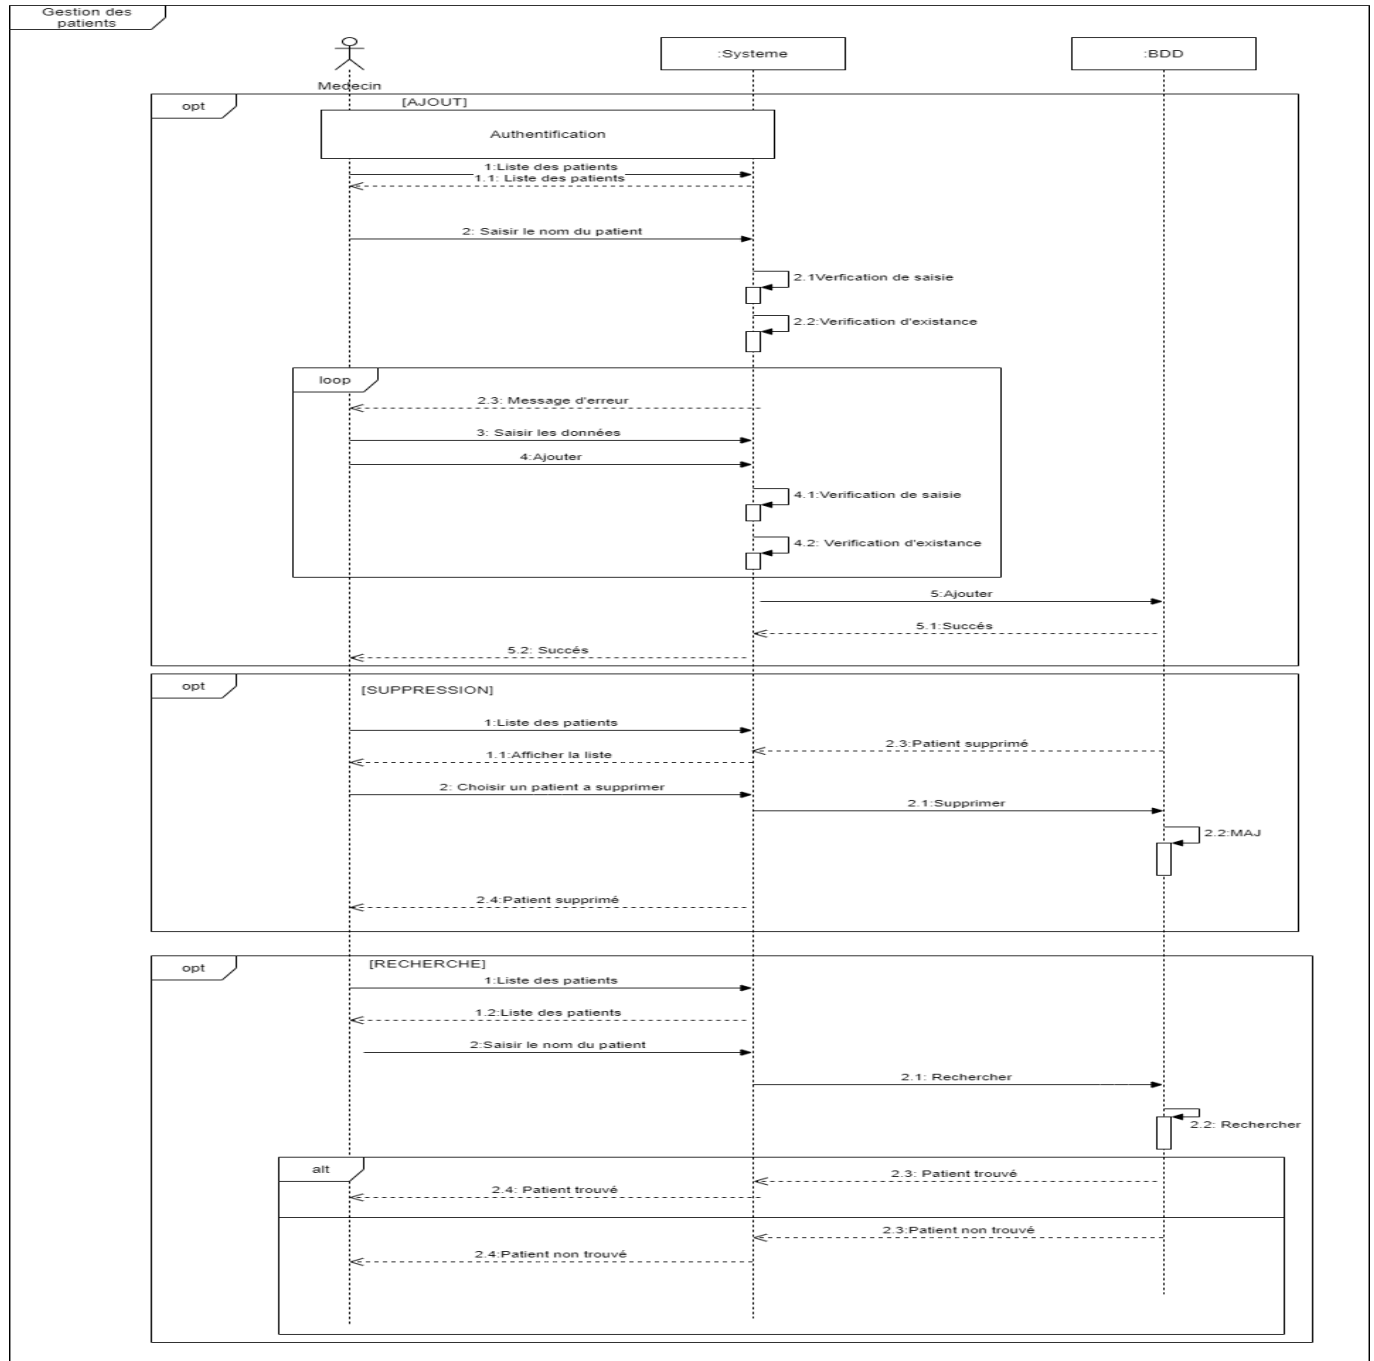 Gestion des
patients
:Systeme
:BDD
Medecin
opt
[AJOUT]
Authentification
1:Liste des patients
1.1: Liste des patients
2: Saisir le nom du patient
2.1Verfication de saisie
2.2:Verification d'existance
loop
2.3: Message d'erreur
3: Saisir les données
4:Ajouter
4.1:Verification de saisie
4.2: Verification d'existance
5:Ajouter
5.1:Succés
5.2: Succés
opt
[SUPPRESSION]
1:Liste des patients
2.3:Patient supprimé
1.1:Afficher la liste
2: Choisir un patient a supprimer
2.1:Supprimer
2.2:MAJ
2.4:Patient supprimé
opt
[RECHERCHE]
1:Liste des patients
1.2:Liste des patients
2:Saisir le nom du patient
2.1: Rechercher
2.2: Rechercher
alt
2.3: Patient trouvé
2.4: Patient trouvé
2.3:Patient non trouvé
2.4:Patient non trouvé